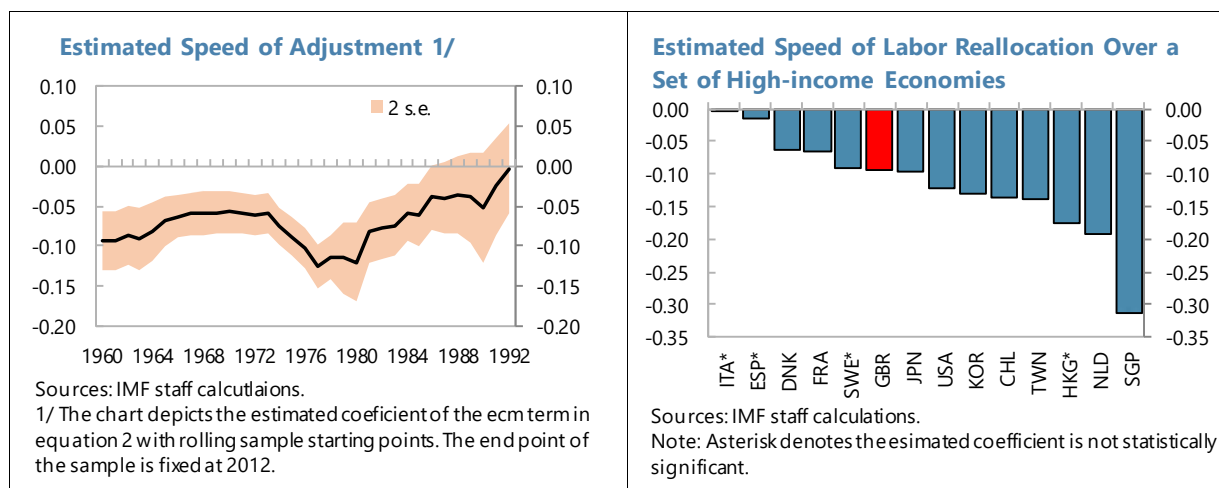 Estimated Speed of Adjustment 1/
0.10 0.10
2 s.e.
0.05 0.05
0.00 0.00
-0.05 -0.05
-0.10 -0.10
-0.15 -0.15
-0.20 -0.20
1960 1964 1968 1972 1976 1980 1984 1988 1992
Sources: IMF staff calcutlaions.
1/ The chart depicts the estimated coeficient of the ecm term in
equation 2 with rolling sample starting points. The end point of
the sample is fixed at 2012.
Estimated Speed of Labor Reallocation Over a
Set of High-income Economies
0.00 0.00
-0.05 -0.05
-0.10 -0.10
-0.15 -0.15
-0.20 -0.20
-0.25 -0.25
-0.30 -0.30
-0.35 -0.35
ITA* ESP* DNK FRA SWE* GBR JPN USA KOR CHL TWN HKG* NLD SGP
Sources: IMF staff calculations.
Note: Asterisk denotes the esimated coefficient is not statistically
significant.